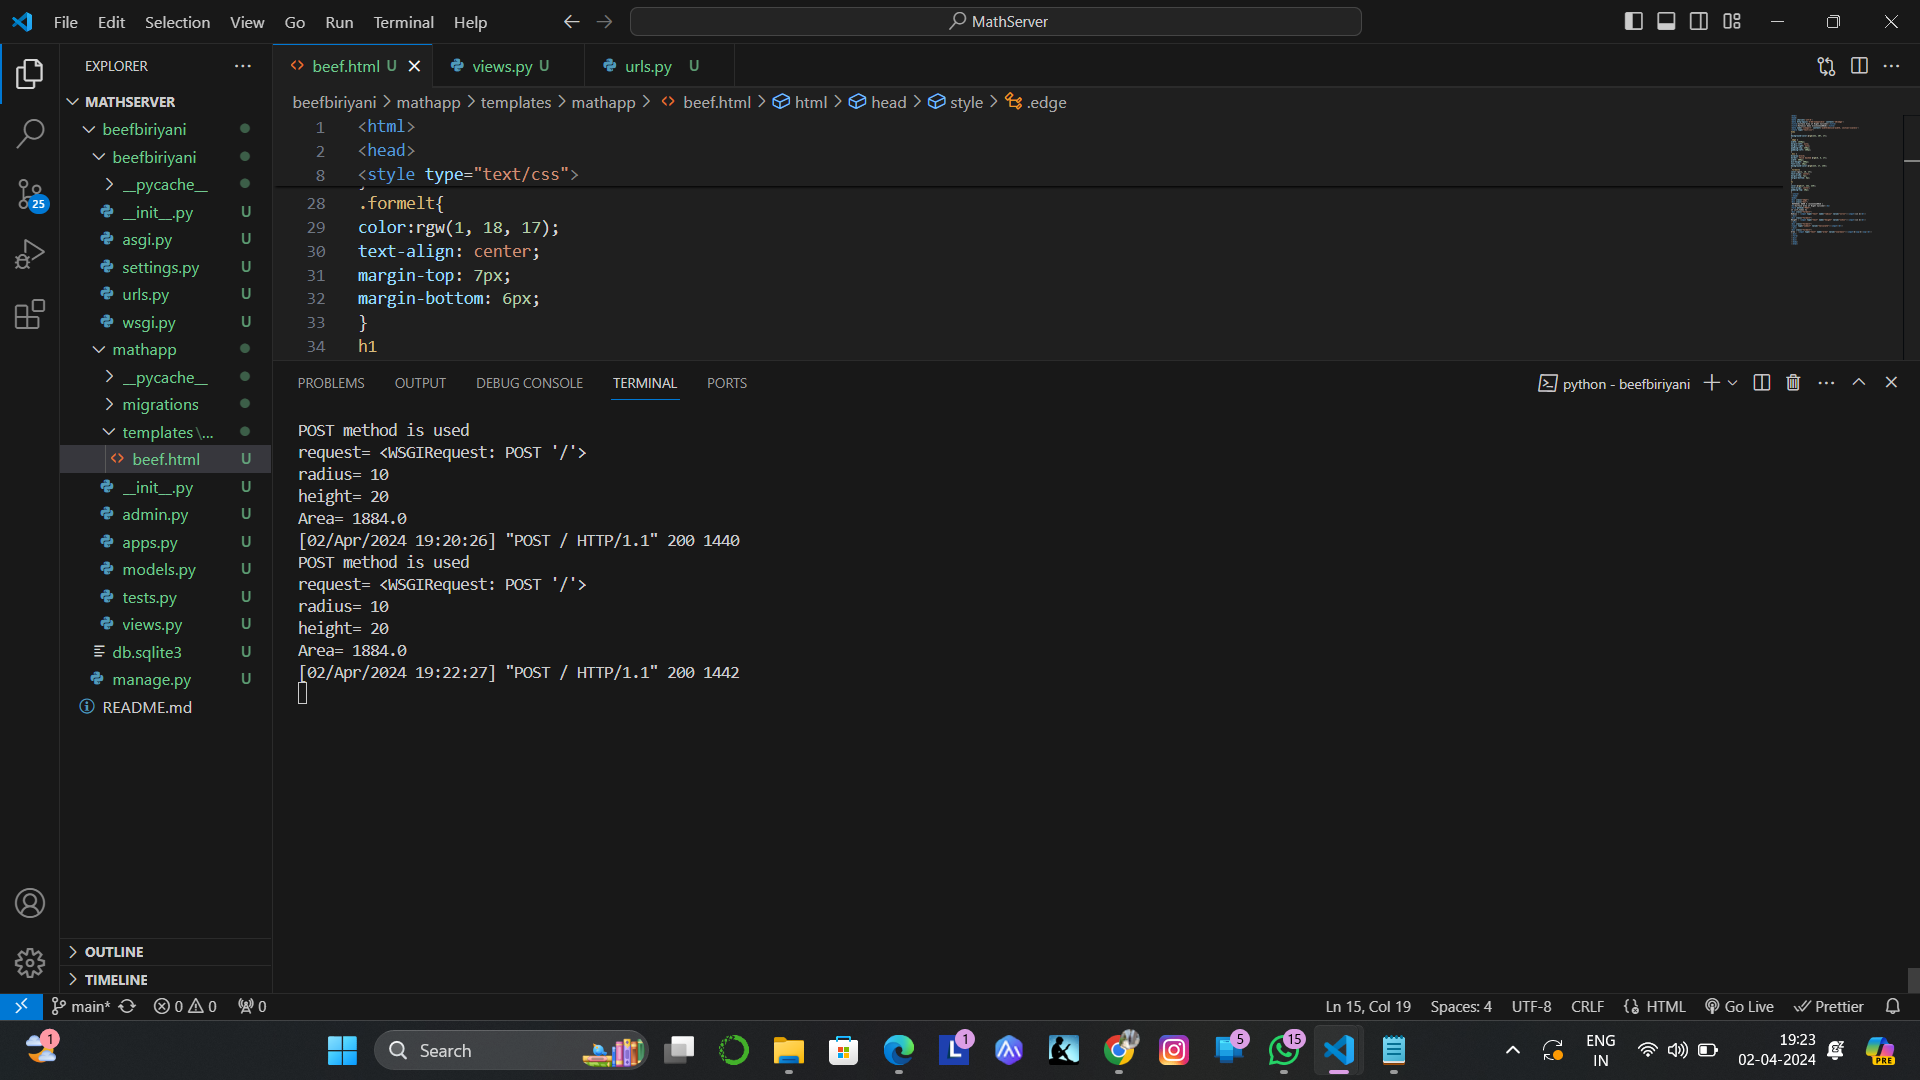 File Edit Selection View Go Run Terminal Help
MathServer
EXPLORER
MATHSERVER
beefbiriyani
beefbiriyani
__pycache__
__init__.py U
asgi.py U
settings.py U
urls.py U
wsgi.py U
mathapp
__pycache__
migrations
templates\...
beef.html U
__init__.py U
admin.py U
apps.py U
models.py U
tests.py U
views.py U
db.sqlite3 U
manage.py U
README.md
OUTLINE
TIMELINE
25
beef.html U views.py U urls.py U
beefbiriyani > mathapp > templates > mathapp > beef.html > html > head > style > .edge
1 <html>
2 <head>
8 <style type="text/css">
28 .formelt{
29 color:rgw(1, 18, 17);
30 text-align: center;
31 margin-top: 7px;
32 margin-bottom: 6px;
33 }
34 h1
PROBLEMS OUTPUT DEBUG CONSOLE TERMINAL PORTS
python - beefbiriyani
POST method is used
request= <WSGIRequest: POST '/'>
radius= 10
height= 20
Area= 1884.0
[02/Apr/2024 19:20:26] "POST / HTTP/1.1" 200 1440
POST method is used
request= <WSGIRequest: POST '/'>
radius= 10
height= 20
Area= 1884.0
[02/Apr/2024 19:22:27] "POST / HTTP/1.1" 200 1442
main* 0 0 0
Ln 15, Col 19 Spaces: 4 UTF-8 CRLF HTML Go Live Prettier
1
Search
L 1
5
15
ENG
IN
19:23
02-04-2024
PRE